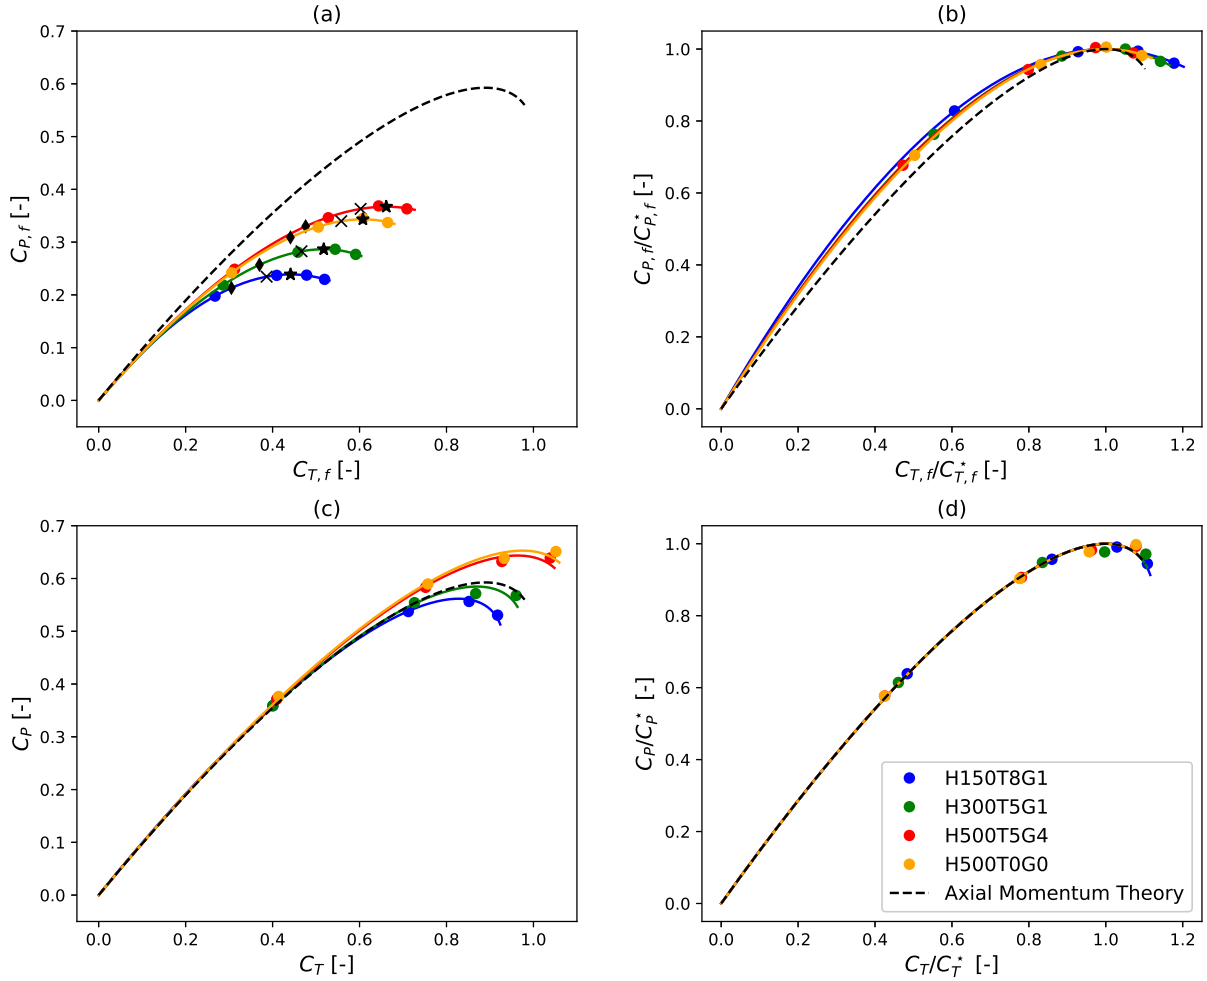 (a)
0.7
0.6
0.5
0.4
0.3
0.2
0.1
0.0
C_{P,f} [-]
0.0 0.2 0.4 0.6 0.8 1.0
C_{T,f} [-]
(b)
1.0
0.8
0.6
0.4
0.2
0.0
C_{P,f}/C^⋆_{P,f} [-]
0.0 0.2 0.4 0.6 0.8 1.0 1.2
C_{T,f}/C^⋆_{T,f} [-]
(c)
0.7
0.6
0.5
0.4
0.3
0.2
0.1
0.0
C_P [-]
0.0 0.2 0.4 0.6 0.8 1.0
C_T [-]
(d)
1.0
0.8
0.6
0.4
0.2
0.0
C_P/C_P^⋆ [-]
H150T8G1
H300T5G1
H500T5G4
H500T0G0
Axial Momentum Theory
0.0 0.2 0.4 0.6 0.8 1.0 1.2
C_T/C_T^⋆ [-]